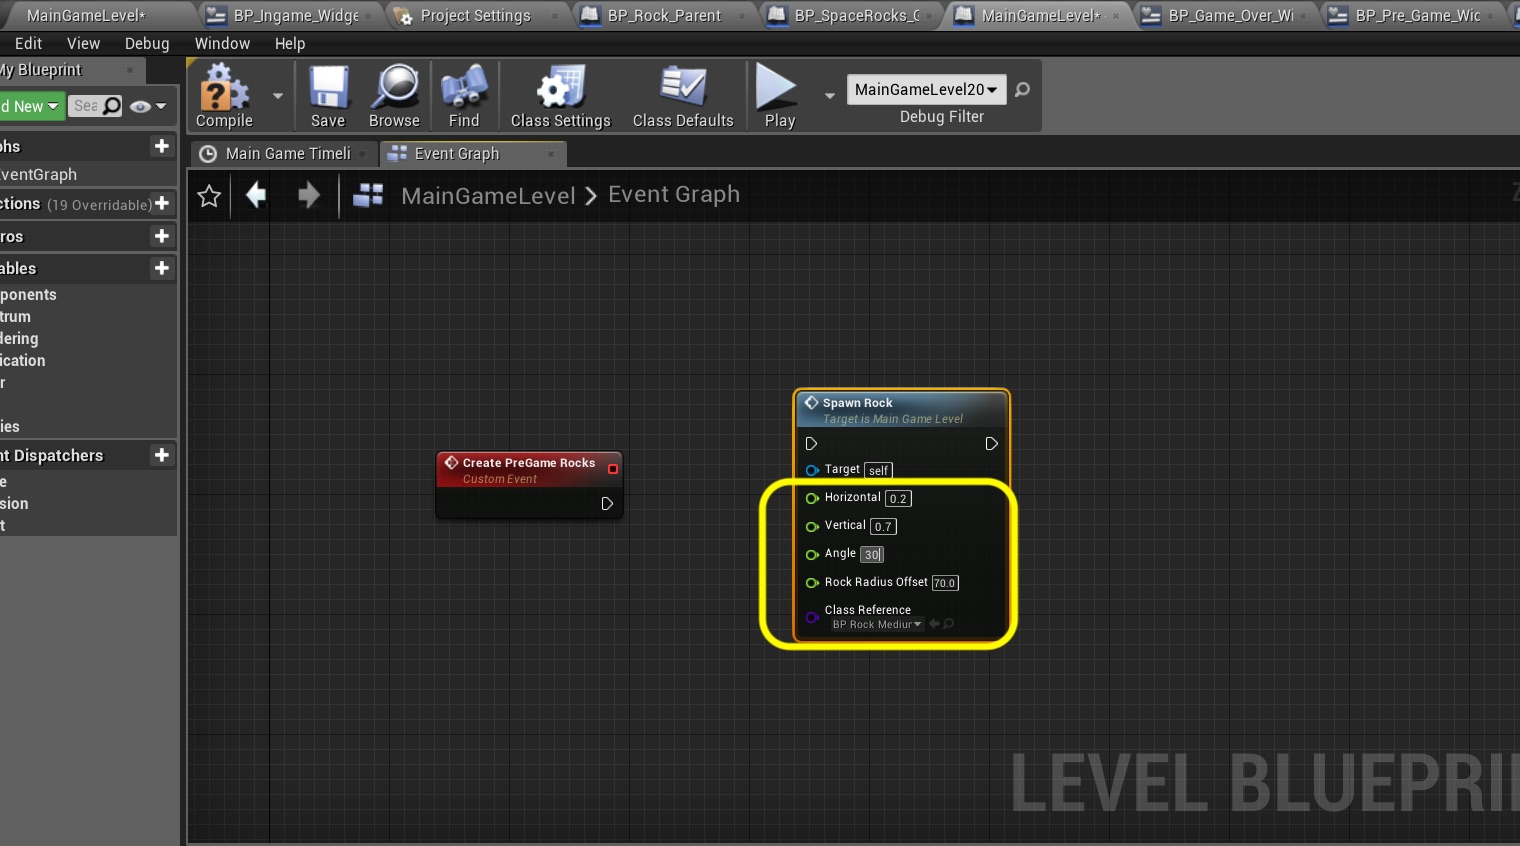 MainGameLevel*
BP_Ingame_Widge
Project Settings
BP_Rock_Parent
BP_SpaceRocks_G
MainGameLevel*
BP_Game_Over_Wi
BP_Pre_Game_Wic
Edit View Debug Window Help
My Blueprint
d New
Sea
phs
EventGraph
ctions (19 Overridable)
ros
ables
ponents
trum
dering
ication
r
ies
nt Dispatchers
e
sion
t
Compile
Save
Browse
Find
Class Settings
Class Defaults
Play
MainGameLevel20
Debug Filter
Main Game Timeli
Event Graph
MainGameLevel > Event Graph
Create PreGame Rocks
Custom Event
Spawn Rock
Target is Main Game Level
Target self
Horizontal 0.2
Vertical 0.7
Angle 30
Rock Radius Offset 70.0
Class Reference
BP Rock Mediur
LEVEL BLUEPRI